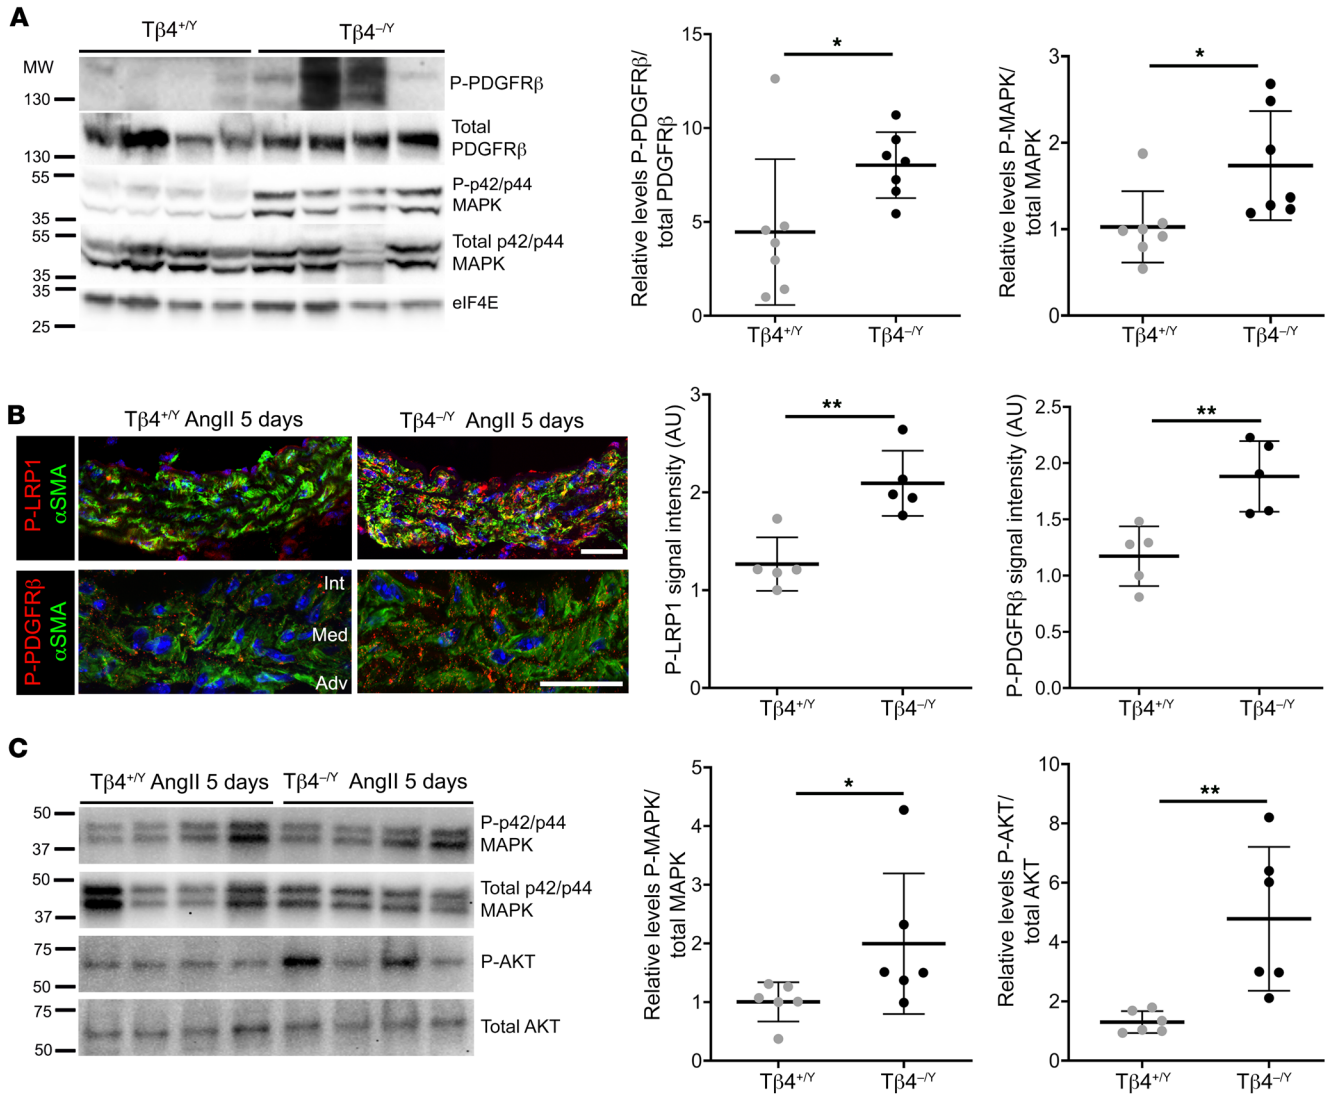 A
Tβ4+/Y
Tβ4–/Y
MW
130
P-PDGFRβ
130
Total
PDGFRβ
55
35
P-p42/p44
MAPK
55
35
Total p42/p44
MAPK
35
25
eIF4E
Relative levels P-PDGFRβ/
total PDGFRβ
15
10
5
0
*
Tβ4+/Y
Tβ4–/Y
Relative levels P-MAPK/
total MAPK
3
2
1
0
*
Tβ4+/Y
Tβ4–/Y
B
Tβ4+/Y AngII 5 days
Tβ4–/Y AngII 5 days
P-LRP1
αSMA
P-PDGFRβ
αSMA
Int
Med
Adv
P-LRP1 signal intensity (AU)
3
2
1
0
**
Tβ4+/Y
Tβ4–/Y
P-PDGFRβ signal intensity (AU)
2.5
2.0
1.5
1.0
0.5
0.0
**
Tβ4+/Y
Tβ4–/Y
C
Tβ4+/Y AngII 5 days
Tβ4–/Y AngII 5 days
50
37
P-p42/p44
MAPK
50
37
Total p42/p44
MAPK
75
50
P-AKT
75
50
Total AKT
Relative levels P-MAPK/
total MAPK
5
4
3
2
1
0
*
Tβ4+/Y
Tβ4–/Y
Relative levels P-AKT/
total AKT
10
8
6
4
2
0
**
Tβ4+/Y
Tβ4–/Y